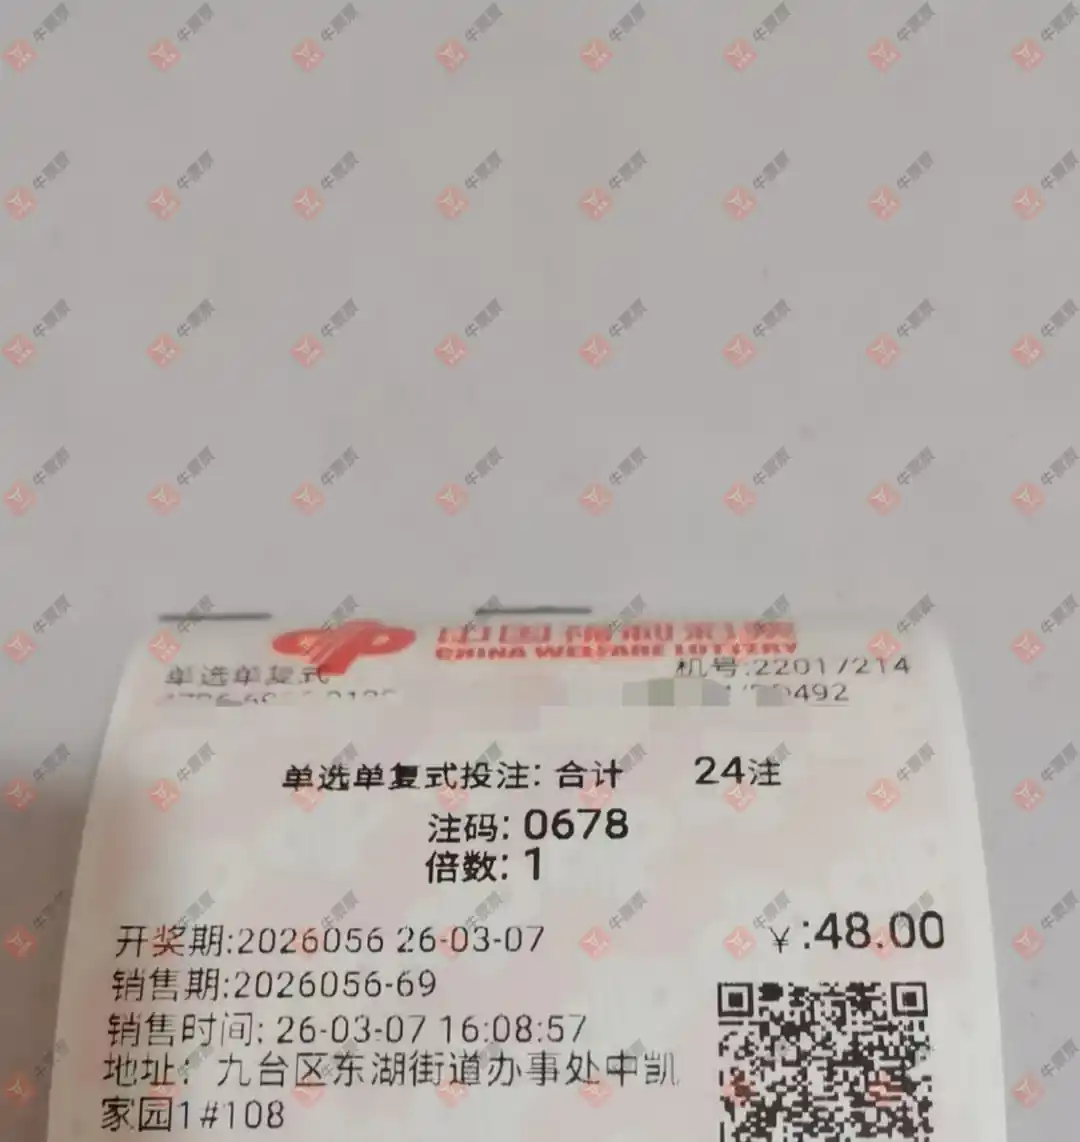 中国福利彩票
CHINA WELFARE LOTTERY
单选单复式
机号:22017214
单选单复式投注: 合计 24注
注码: 0678
倍数: 1
开奖期:2026056 26-03-07
¥:48.00
销售期:2026056-69
销售时间: 26-03-07 16:08:57
地址: 九台区东湖街道办事处中凯
家园1#108
牛票票